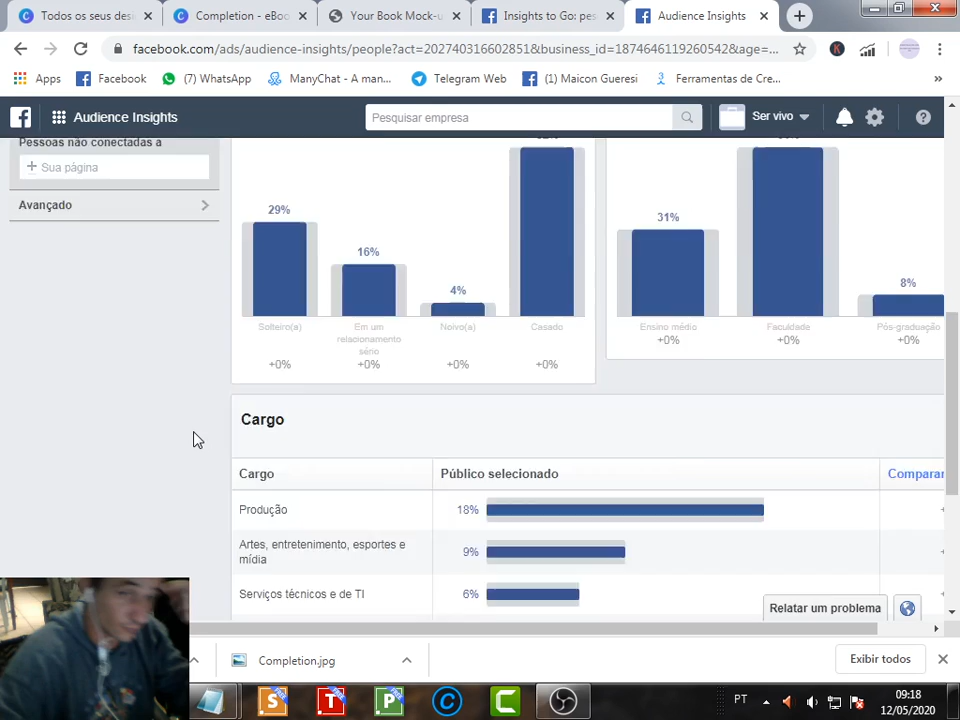 Todos os seus desi
Completion - eBoo
Your Book Mock-u
Insights to Go: pes
Audience Insights
facebook.com/ads/audience-insights/people?act=202740316602851&business_id=1874646119260542&age=...
Apps
Facebook
(7) WhatsApp
ManyChat - A man...
Telegram Web
(1) Maicon Gueresi
Ferramentas de Cre...
Audience Insights
Pesquisar empresa
Ser vivo
Pessoas não conectadas a
+ Sua página
Avançado
29%
16%
4%
31%
8%
Solteiro(a)
Em um
relacionamento
sério
Noivo(a)
Casado
Ensino médio
Faculdade
Pós-graduação
+0%
+0%
+0%
+0%
+0%
+0%
+0%
Cargo
Cargo
Público selecionado
Comparar
Produção
18%
Artes, entretenimento, esportes e
mídia
9%
Serviços técnicos e de TI
6%
Relatar um problema
Completion.jpg
Exibir todos
PT
09:18
12/05/2020